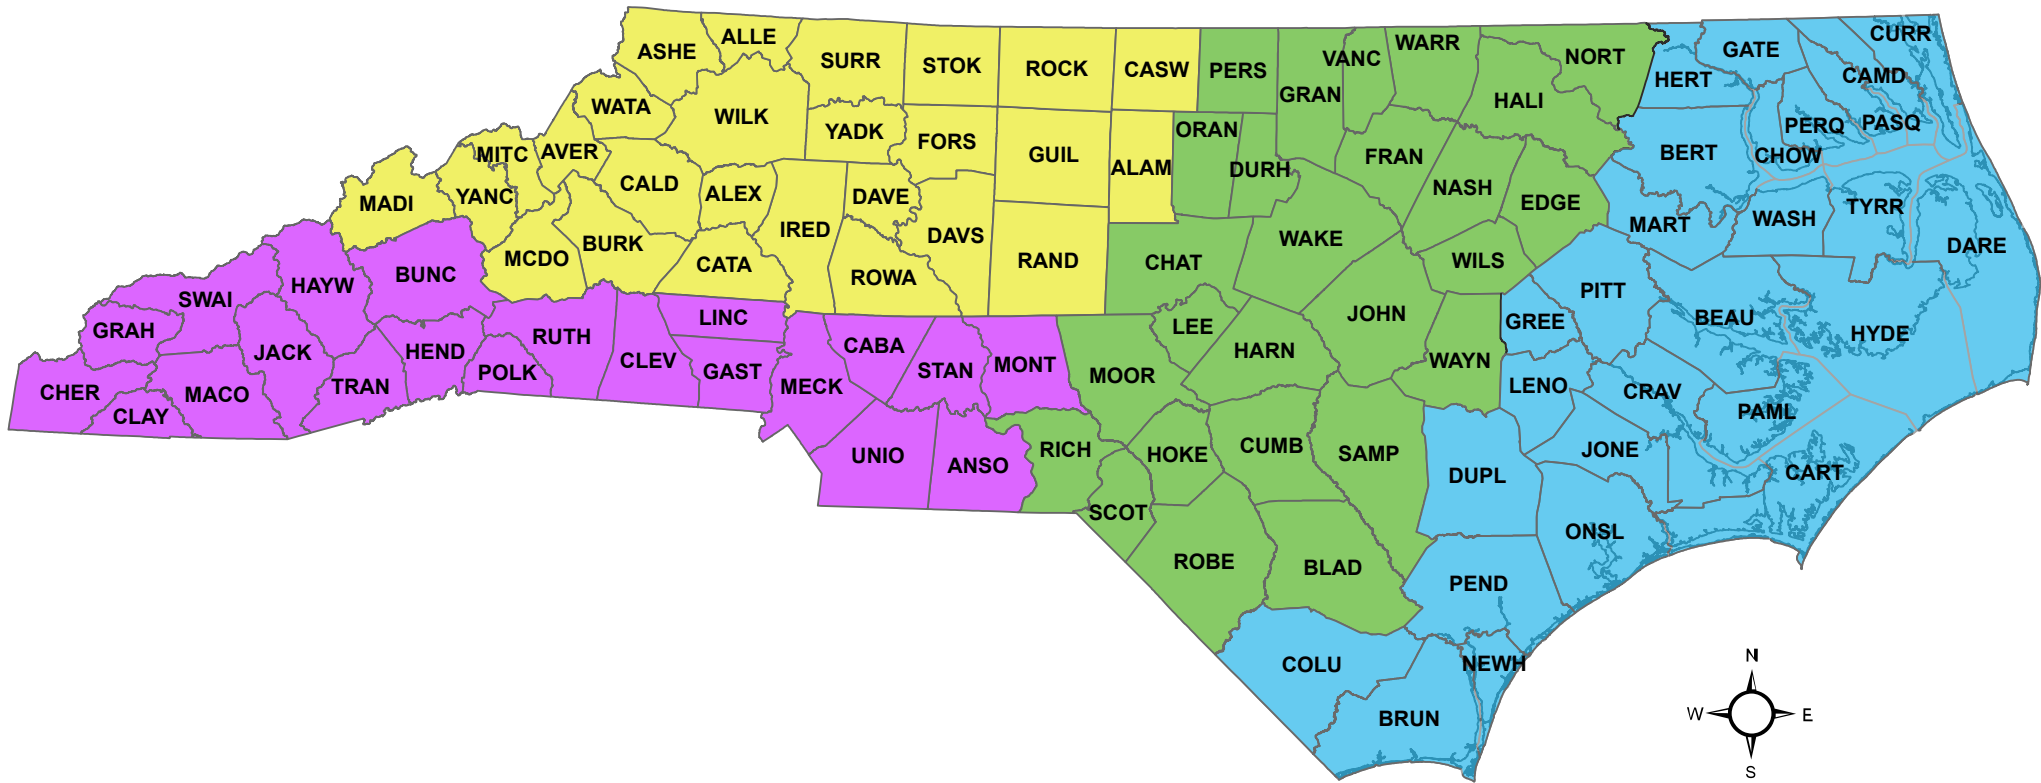 ASHE
ALLE
SURR
STOK
ROCK
CASW
PERS
GRAN
VANC
WARR
HALI
NORT
HERT
GATE
CURR
CAMD
PASQ
PERQ
CHOW
BERT
WATA
WILK
YADK
FORS
GUIL
ALAM
ORAN
DURH
FRAN
NASH
EDGE
MART
WASH
TYRR
DARE
MITC
AVER
YANC
MADI
CALD
ALEX
IRED
DAVE
DAVS
ROWA
RAND
CHAT
WAKE
WILS
PITT
BEAU
HYDE
MCDO
BURK
CATA
BUNC
HAYW
SWAI
GRAH
CHER
CLAY
MACO
JACK
TRAN
HEND
POLK
RUTH
CLEV
LINC
GAST
MECK
CABA
STAN
MONT
UNIO
ANSO
RICH
MOOR
LEE
HARN
JOHN
WAYN
GREE
LENO
CRAV
PAML
JONE
CART
ONSL
DUPL
SAMP
CUMB
HOKE
SCOT
ROBE
BLAD
PEND
NEWH
COLU
BRUN
N
W
E
S